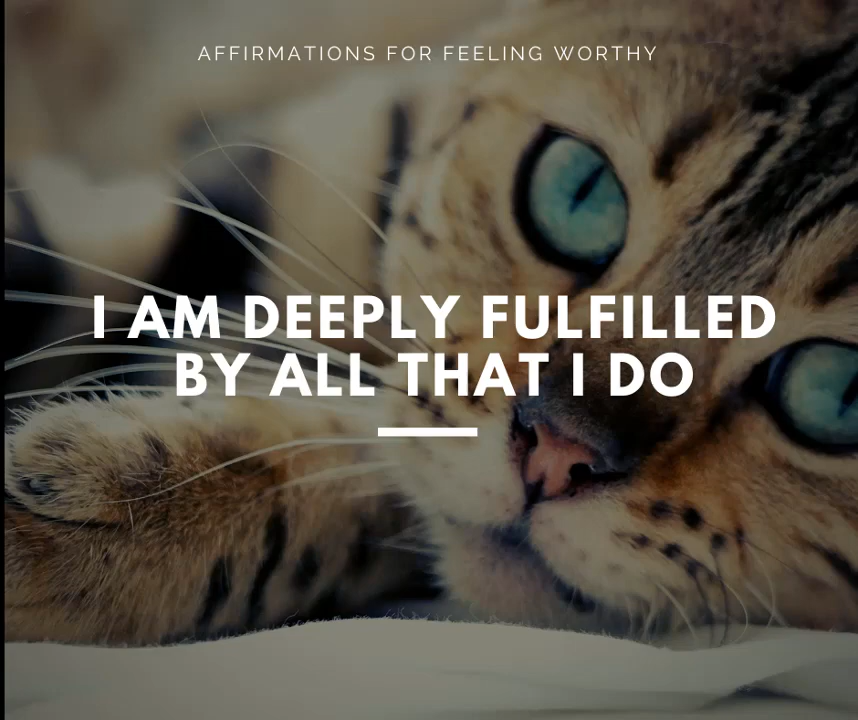 AFFIRMATIONS FOR FEELING WORTHY
I AM DEEPLY FULFILLED
BY ALL THAT I DO